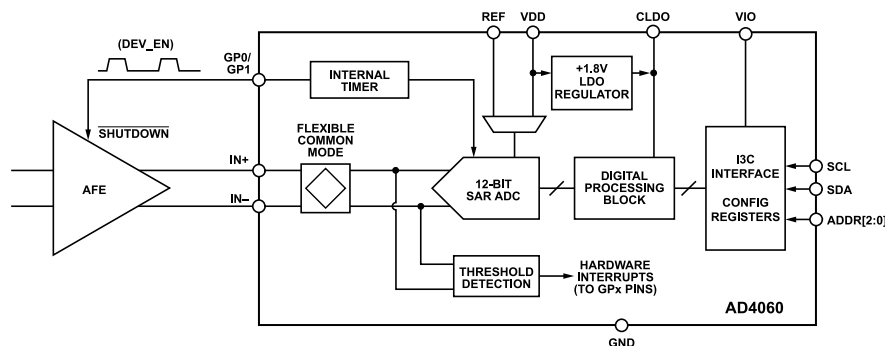 REF
VDD
CLDO
VIO
(DEV_EN)
GP0/
GP1
INTERNAL
TIMER
+1.8V
LDO
REGULATOR
SHUTDOWN
FLEXIBLE
COMMON
MODE
IN+
IN–
AFE
12-BIT
SAR ADC
DIGITAL
PROCESSING
BLOCK
I3C
INTERFACE
CONFIG
REGISTERS
SCL
SDA
ADDR[2:0]
THRESHOLD
DETECTION
HARDWARE
INTERRUPTS
(TO GPx PINS)
AD4060
GND